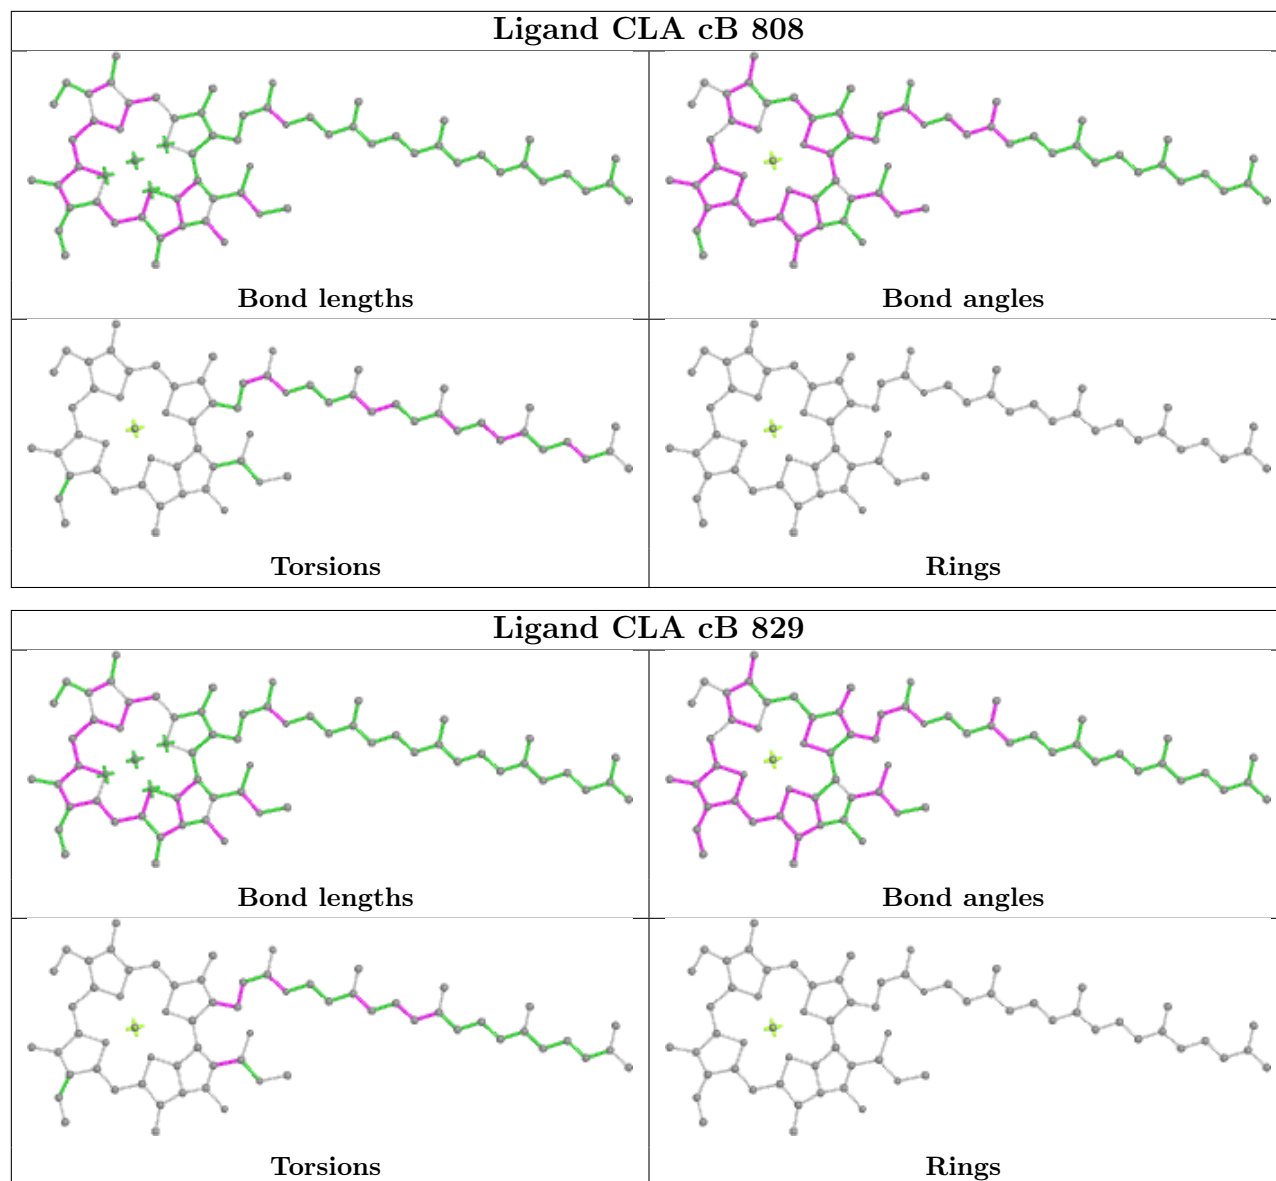 Ligand CLA cB 808
Bond lengths
Bond angles
Torsions
Rings
Ligand CLA cB 829
Bond lengths
Bond angles
Torsions
Rings